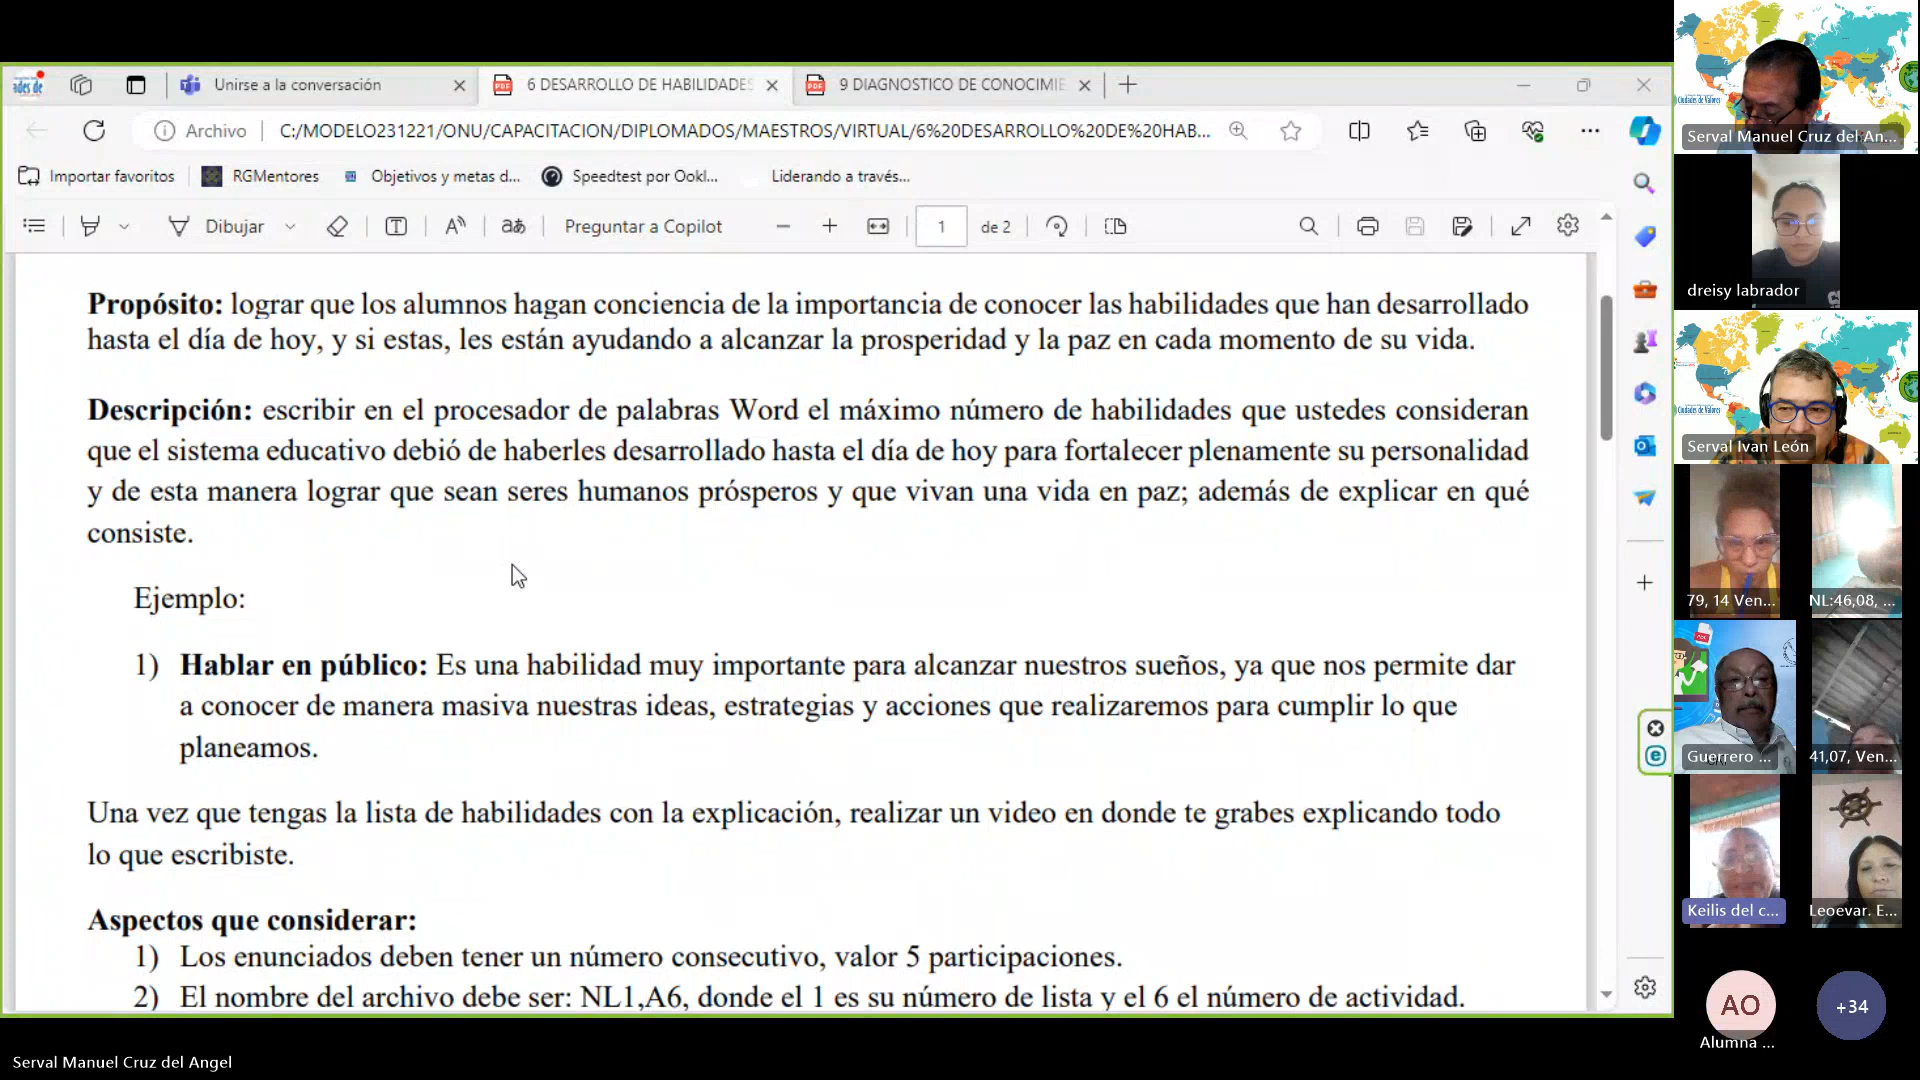 Unirse a la conversación
6 DESARROLLO DE HABILIDADES
9 DIAGNOSTICO DE CONOCIMIE
Archivo
C:/MODELO231221/ONU/CAPACITACION/DIPLOMADOS/MAESTROS/VIRTUAL/6%20DESARROLLO%20DE%20HAB...
Importar favoritos
RGMentores
Objetivos y metas d...
Speedtest por Ookl...
Liderando a través...
Dibujar
Preguntar a Copilot
1
de 2
Propósito: lograr que los alumnos hagan conciencia de la importancia de conocer las habilidades que han desarrollado
hasta el día de hoy, y si estas, les están ayudando a alcanzar la prosperidad y la paz en cada momento de su vida.
Descripción: escribir en el procesador de palabras Word el máximo número de habilidades que ustedes consideran
que el sistema educativo debió de haberles desarrollado hasta el día de hoy para fortalecer plenamente su personalidad
y de esta manera lograr que sean seres humanos prósperos y que vivan una vida en paz; además de explicar en qué
consiste.
Ejemplo:
1) Hablar en público: Es una habilidad muy importante para alcanzar nuestros sueños, ya que nos permite dar
a conocer de manera masiva nuestras ideas, estrategias y acciones que realizaremos para cumplir lo que
planeamos.
Una vez que tengas la lista de habilidades con la explicación, realizar un video en donde te grabes explicando todo
lo que escribiste.
Aspectos que considerar:
1) Los enunciados deben tener un número consecutivo, valor 5 participaciones.
2) El nombre del archivo debe ser: NL1,A6, donde el 1 es su número de lista y el 6 el número de actividad.
Serval Manuel Cruz del Angel
Serval Manuel Cruz del An...
dreisy labrador
Ciudades de Valores
Serval Ivan León
79, 14 Ven...
NL:46,08, ...
Guerrero ...
41,07, Ven...
Keilis del c...
Leoevar. E...
AO
Alumna ...
+34